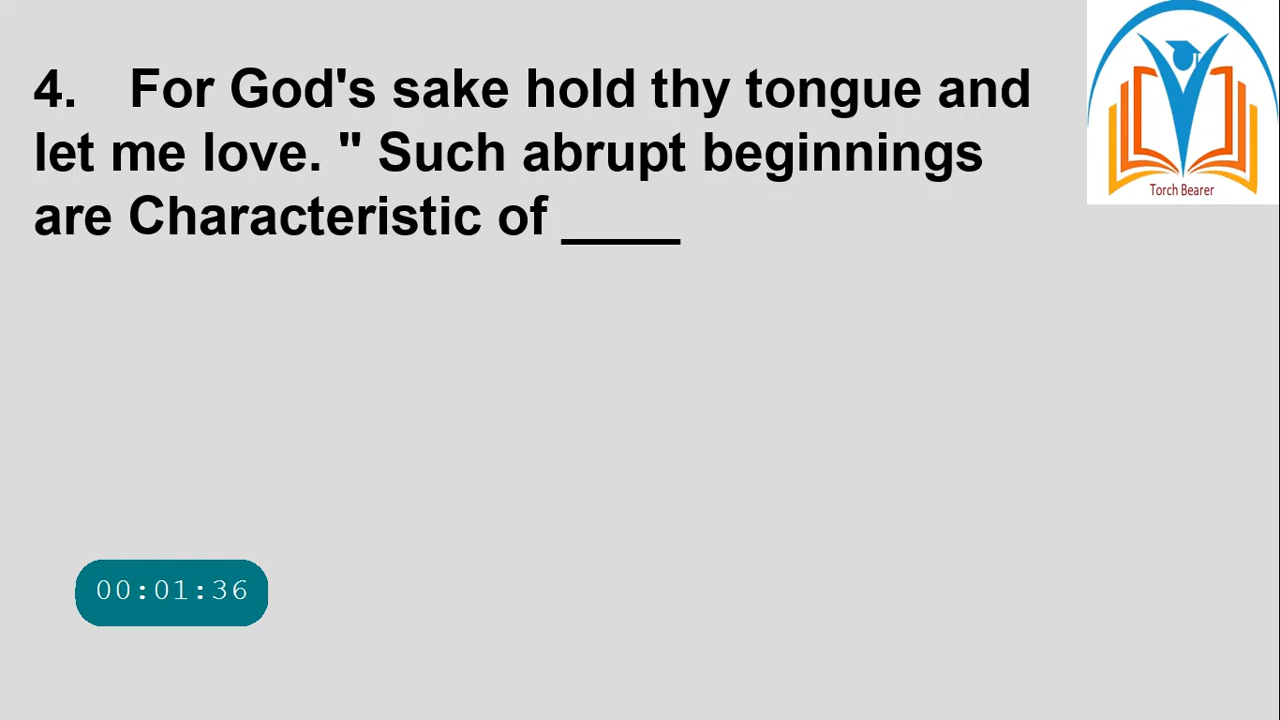 4. For God's sake hold thy tongue and
let me love. " Such abrupt beginnings
are Characteristic of ____
Torch Bearer
00:01:36